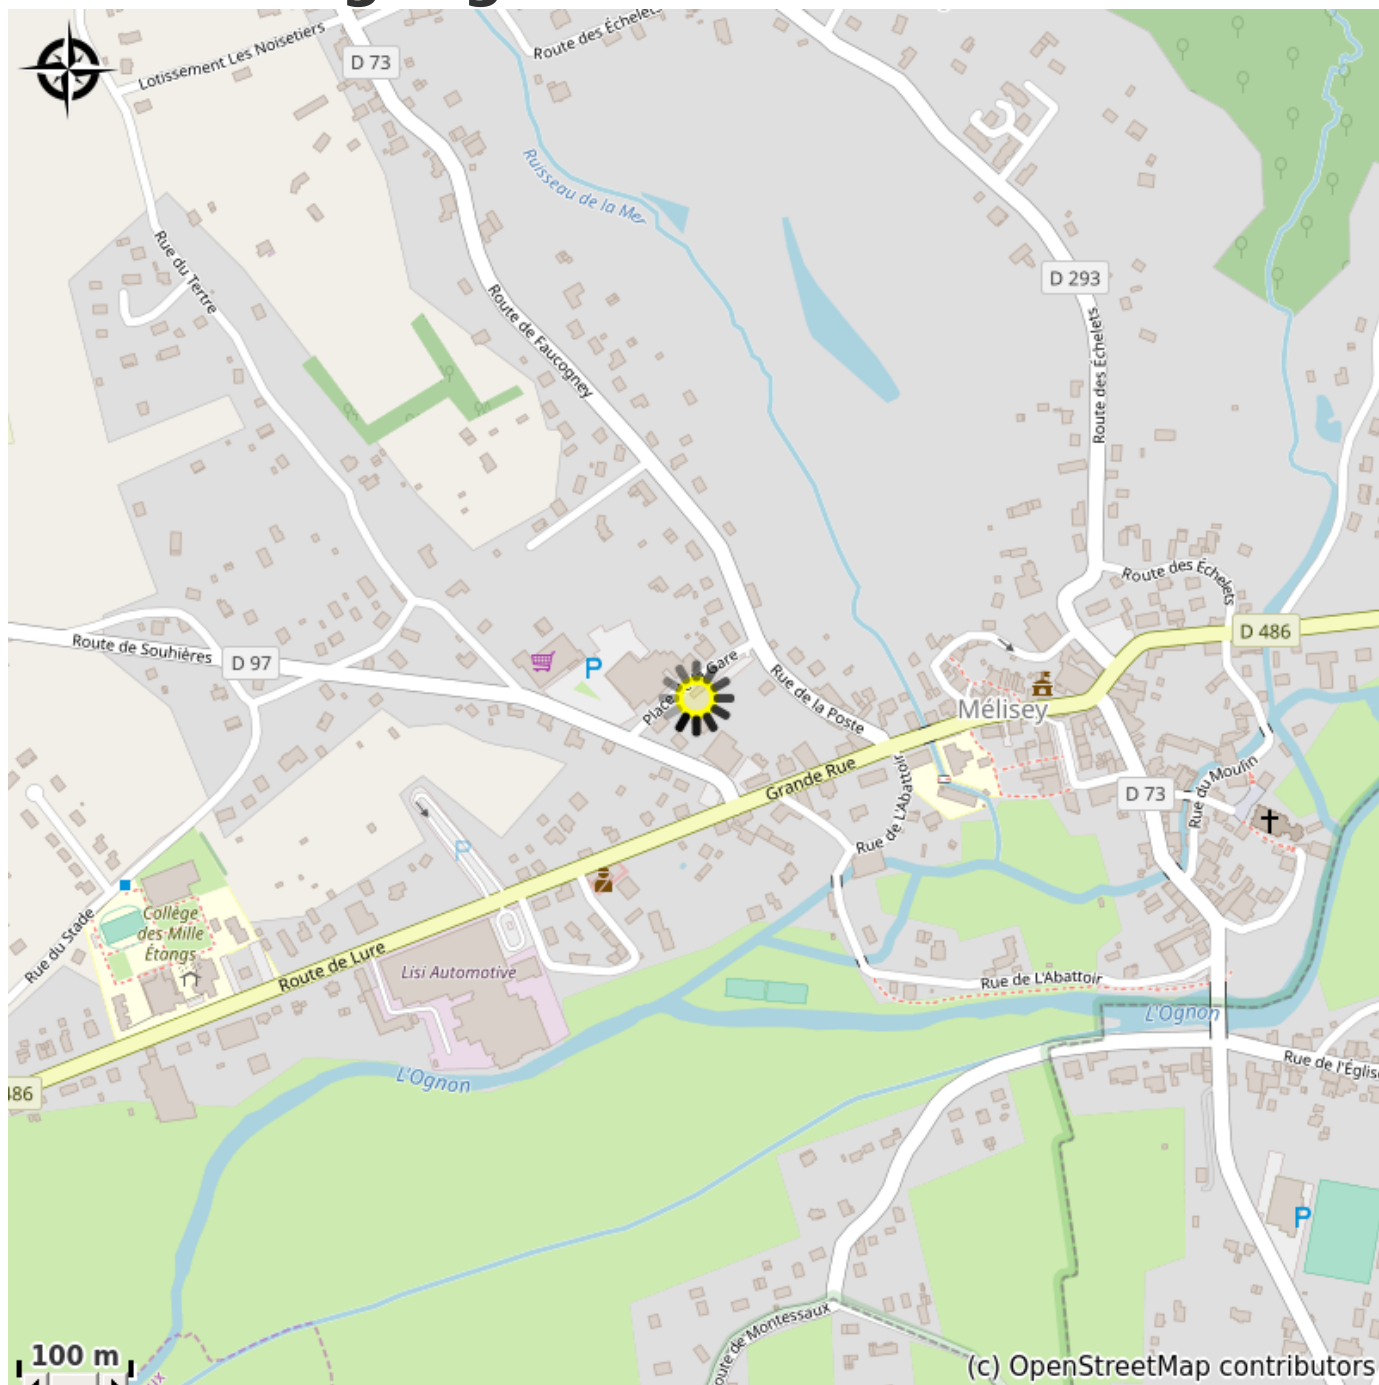 Route des Échelets
Lotissement Les Noisetiers
D 73
Ruisseau de la Mer
Rue du Tertre
D 293
Route de Faucogney
Route des Échelets
Route des Échelets
D 486
Route de Souhières
D 97
P
Gare
Place
Rue de la Poste
Mélisey
Grande Rue
Rue de L'Abattoir
D 73
Rue du Moulin
P
Collège
des Mille
Étangs
Rue du Stade
Route de Lure
Lisi Automotive
Rue de L'Abattoir
L'Ognon
L'Ognon
Rue de l'Église
486
P
Route de Montessaux
100 m
(c) OpenStreetMap contributors